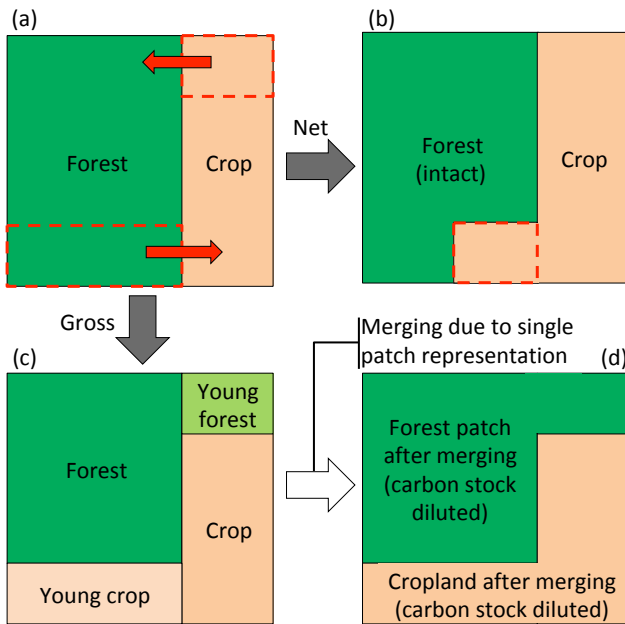 (a)
(b)
Forest
Crop
Net
Forest
(intact)
Crop
Gross
Merging due to single
patch representation
(c)
(d)
Young
forest
Forest
Crop
Young crop
Forest patch
after merging
(carbon stock
diluted)
Cropland after merging
(carbon stock diluted)